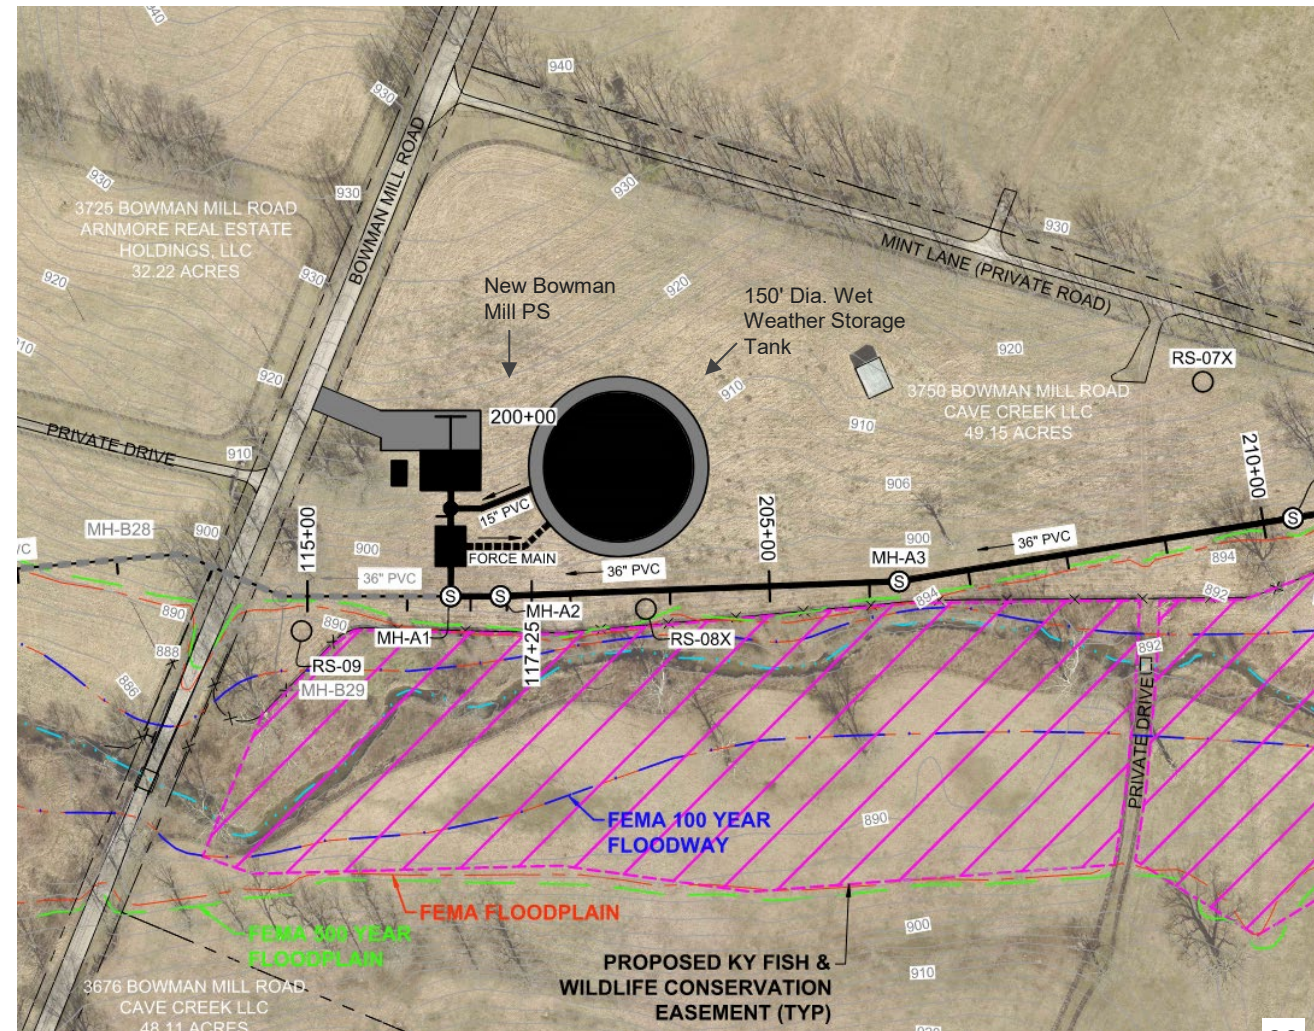 940
940
930
930
930
930
930
930
BOWMAN MILL ROAD
3725 BOWMAN MILL ROAD
ARNMORE REAL ESTATE
HOLDINGS, LLC
32.22 ACRES
MINT LANE (PRIVATE ROAD)
920
920
New Bowman
Mill PS
150' Dia. Wet
Weather Storage
Tank
910
920
920
RS-07X
910
3750 BOWMAN MILL ROAD
CAVE CREEK LLC
49.15 ACRES
200+00
910
PRIVATE DRIVE
910
210+00
906
MH-B28
900
115+00
15" PVC
205+00
900
36" PVC
900
FORCE MAIN
MH-A3
894
36" PVC
36" PVC
894
892
890
890
MH-A1
MH-A2
117+25
RS-08X
888
RS-09
MH-B29
886
892
PRIVATE DRIVE
FEMA 100 YEAR
FLOODWAY
890
FEMA FLOODPLAIN
FEMA 500 YEAR
FLOODPLAIN
900
PROPOSED KY FISH &
WILDLIFE CONSERVATION
EASEMENT (TYP)
910
3676 BOWMAN MILL ROAD
CAVE CREEK LLC
48.11 ACRES
S
S
S
S